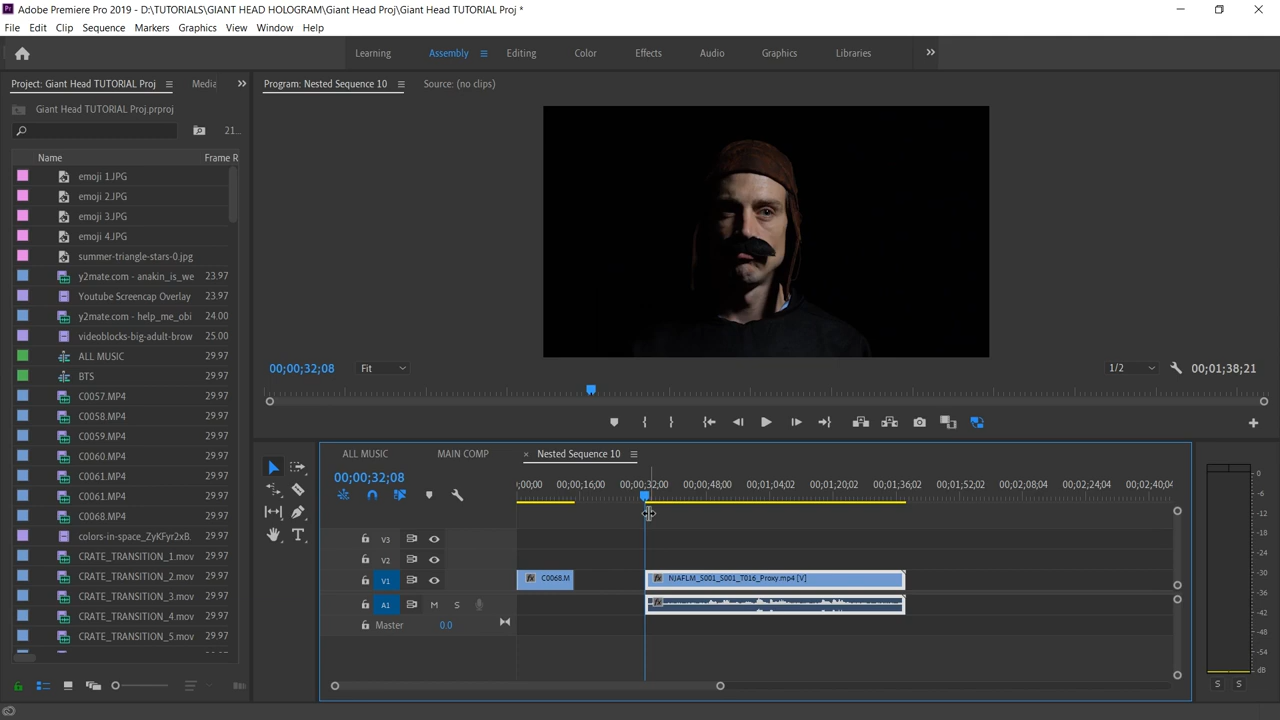 Adobe Premiere Pro 2019 - D:\TUTORIALS\GIANT HEAD HOLOGRAM\Giant Head Proj\Giant Head TUTORIAL Proj *
File Edit Clip Sequence Markers Graphics View Window Help
Learning Assembly Editing Color Effects Audio Graphics Libraries
Project: Giant Head TUTORIAL Proj Media Program: Nested Sequence 10 Source: (no clips)
Giant Head TUTORIAL Proj.prproj
21...
Name Frame R
emoji 1.JPG
emoji 2.JPG
emoji 3.JPG
emoji 4.JPG
summer-triangle-stars-0.jpg
y2mate.com - anakin_is_we 23.97
Youtube Screencap Overlay 23.97
y2mate.com - help_me_obi 24.00
videoblocks-big-adult-brow 25.00
ALL MUSIC 29.97
BTS 29.97
C0057.MP4 29.97
C0058.MP4 29.97
C0059.MP4 29.97
C0060.MP4 29.97
C0061.MP4 29.97
C0061.MP4 29.97
C0068.MP4 29.97
colors-in-space_ZyKFyr2xB. 29.97
CRATE_TRANSITION_1.mov 29.97
CRATE_TRANSITION_2.mov 29.97
CRATE_TRANSITION_3.mov 29.97
CRATE_TRANSITION_4.mov 29.97
CRATE_TRANSITION_5.mov 29.97
00;00;32;08 Fit 1/2 00;01;38;21
ALL MUSIC MAIN COMP × Nested Sequence 10
00;00;32;08
;00;00 00;00;16;00 00;00;32;00 00;00;48;00 00;01;04;02 00;01;20;02 00;01;36;02 00;01;52;02 00;02;08;04 00;02;24;04 00;02;40;04
V3
V2
V1 fx C0068.M fx NJAFLM_S001_S001_T016_Proxy.mp4 [V]
A1 M S fx
Master 0.0
0
-6
-12
-18
-24
-30
-36
-42
-48
-54
dB
S S